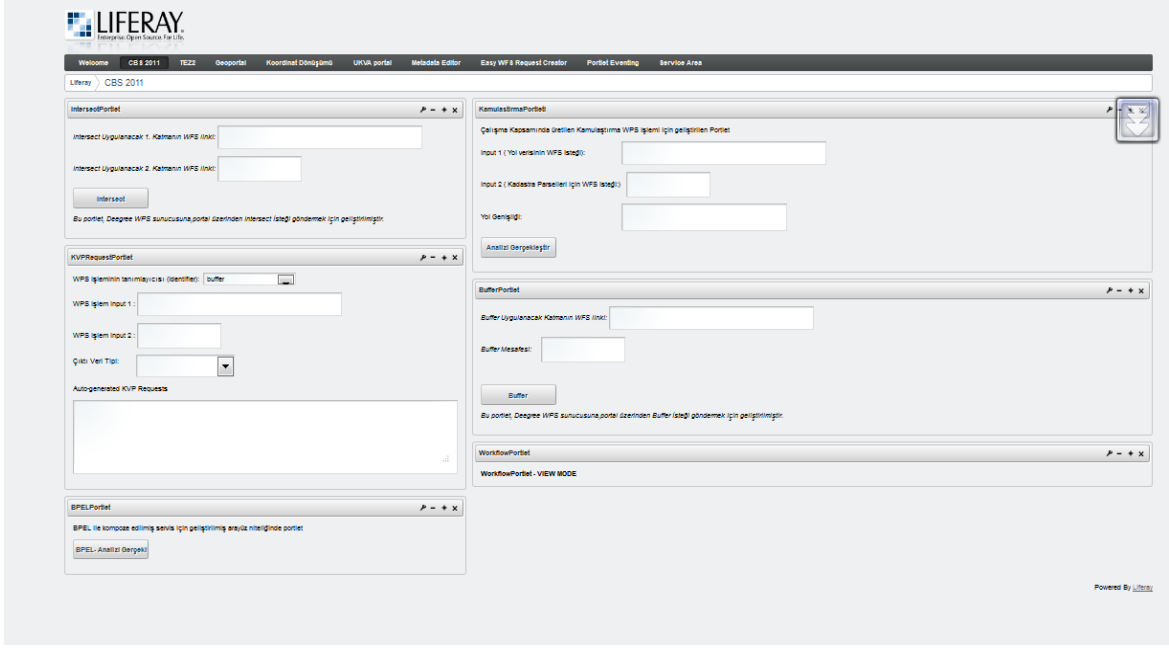 LIFERAY.
Enterprise. Open Source. For Life.
Welcome CBS 2011 TEZ2 Geoportal Koordinat Dönüşümü UKVA portal Metadata Editor Easy WFS Request Creator Portlet Eventing Service Area
Liferay CBS 2011
IntersectPortlet
Intersect Uygulanacak 1. Katmanın WFS linki:
Intersect Uygulanacak 2. Katmanın WFS linki:
Intersect
Bu portlet, Deegree WPS sunucusuna,portal üzerinden Intersect İsteği göndermek için geliştirilmiştir.
KVPRequestPortlet
WPS işleminin tanımlayıcısı (identifier): buffer
WPS işlem Input 1 :
WPS işlem Input 2 :
Çıktı Veri Tipi:
Auto-generated KVP Requests
BPELPortlet
BPEL ile kompoze edilmiş servis için geliştirilmiş arayüz niteliğinde portlet
BPEL- Analizi Gerçekl
KamulastirmaPortleti
Çalışma Kapsamında üretilen Kamulaştırma WPS işlemi için geliştirilen Portlet
Input 1 ( Yol verisinin WFS isteği):
Input 2 ( Kadastra Parselleri için WFS isteği:)
Yol Genişliği:
Analizi Gerçekleştir
BufferPortlet
Buffer Uygulanacak Katmanın WFS linki:
Buffer Mesafesi:
Buffer
Bu portlet, Deegree WPS sunucusuna,portal üzerinden Buffer İsteği göndermek için geliştirilmiştir.
WorkflowPortlet
WorkflowPortlet - VIEW MODE
Powered By Liferay